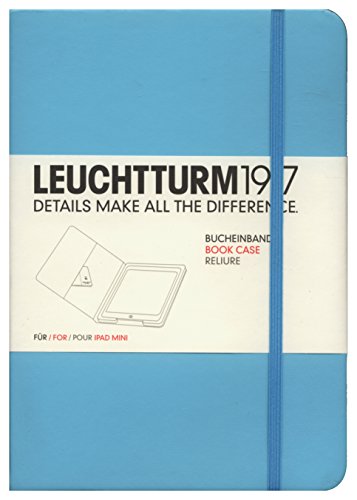 LEUCHTTURM1917
DETAILS MAKE ALL THE DIFFERENCE.
BUCHEINBAND
BOOK CASE
RELIURE
FÜR / FOR / POUR IPAD MINI